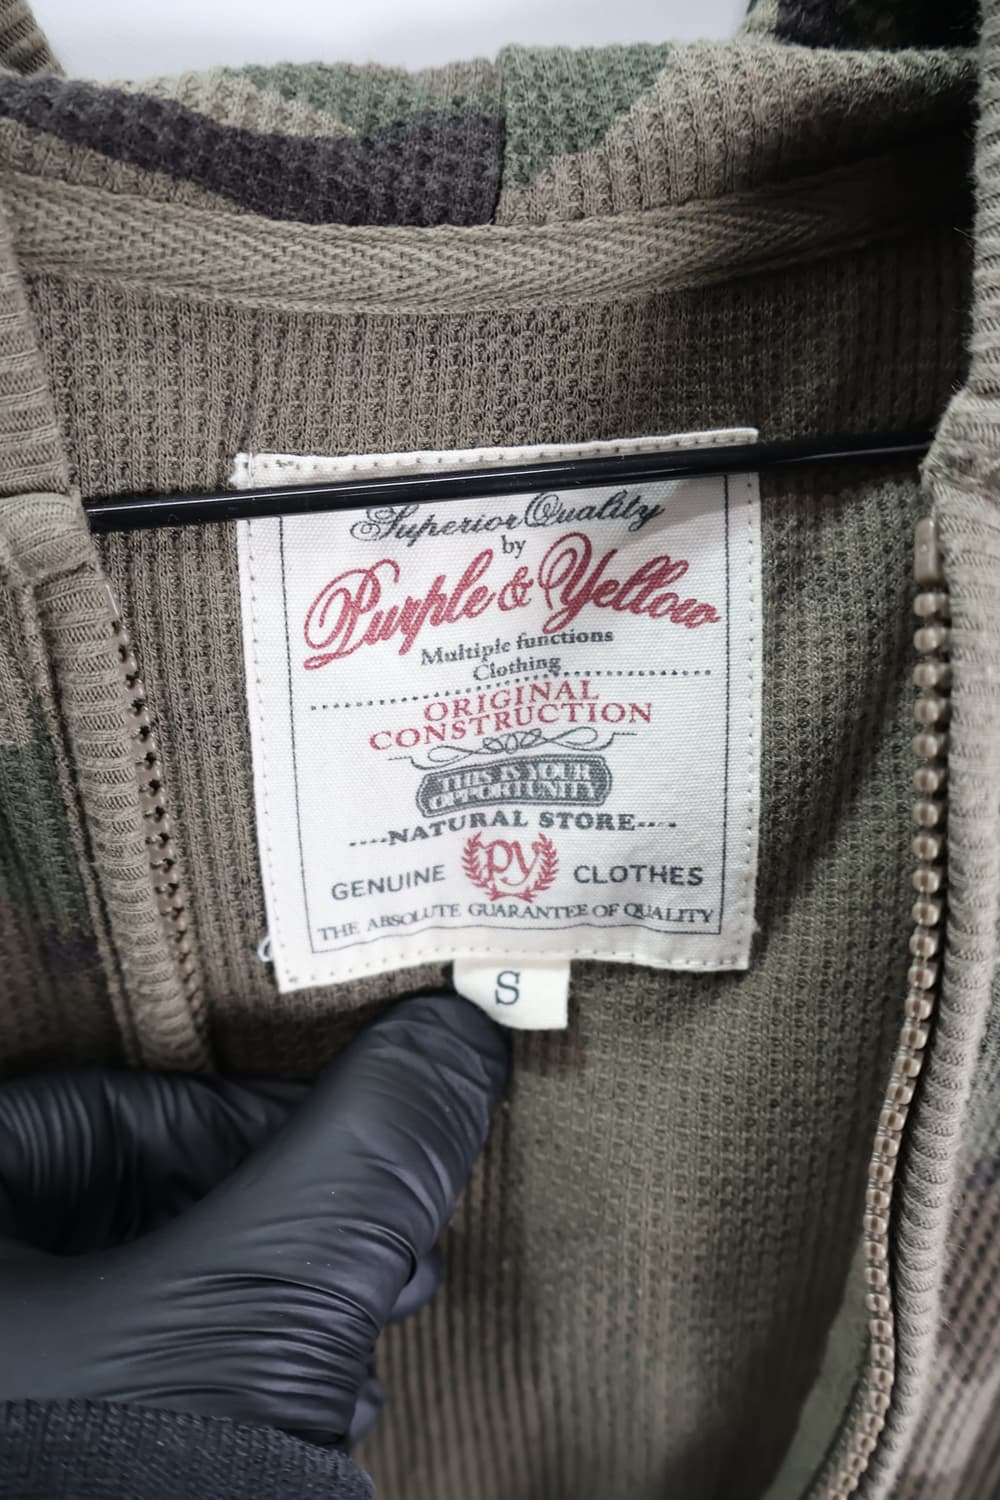 Superior Quality
by
Purple & Yellow
Multiple functions
Clothing
ORIGINAL
CONSTRUCTION
THIS IS YOUR
OPPORTUNITY
NATURAL STORE
GENUINE py CLOTHES
THE ABSOLUTE GUARANTEE OF QUALITY
S